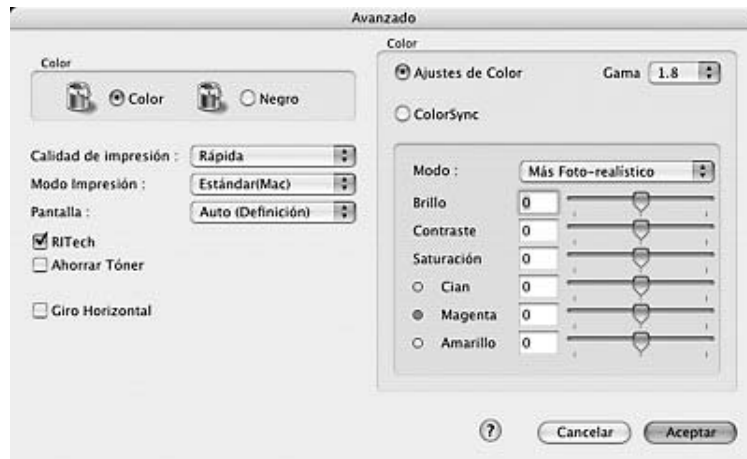 Avanzado
Color
Color
Negro
Calidad de impresión : Rápida
Modo Impresión : Estándar(Mac)
Pantalla : Auto (Definición)
RITech
Ahorrar Tóner
Giro Horizontal
Color
Ajustes de Color
Gama 1.8
ColorSync
Modo : Más Foto-realístico
Brillo 0
Contraste 0
Saturación 0
Cian 0
Magenta 0
Amarillo 0
?
Cancelar
Aceptar